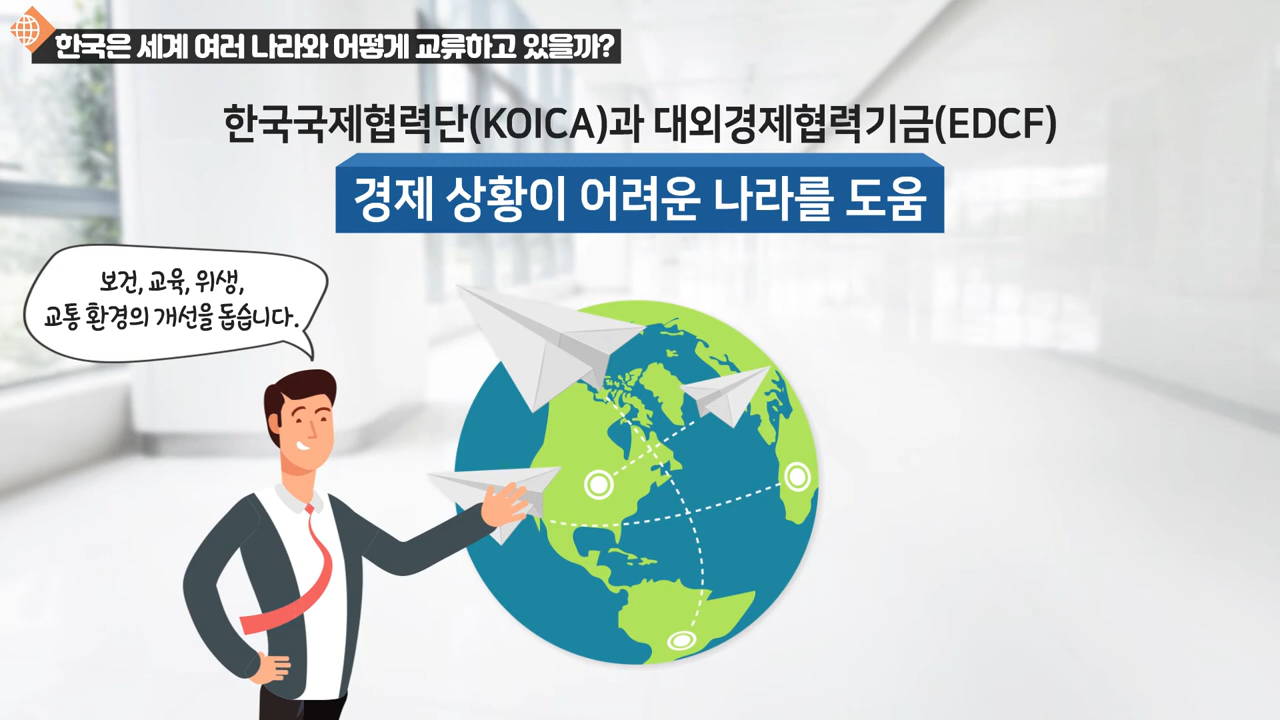 한국은 세계 여러 나라와 어떻게 교류하고 있을까?
한국국제협력단(KOICA)과 대외경제협력기금(EDCF)
경제 상황이 어려운 나라를 도움
보건, 교육, 위생,
교통 환경의 개선을 돕습니다.